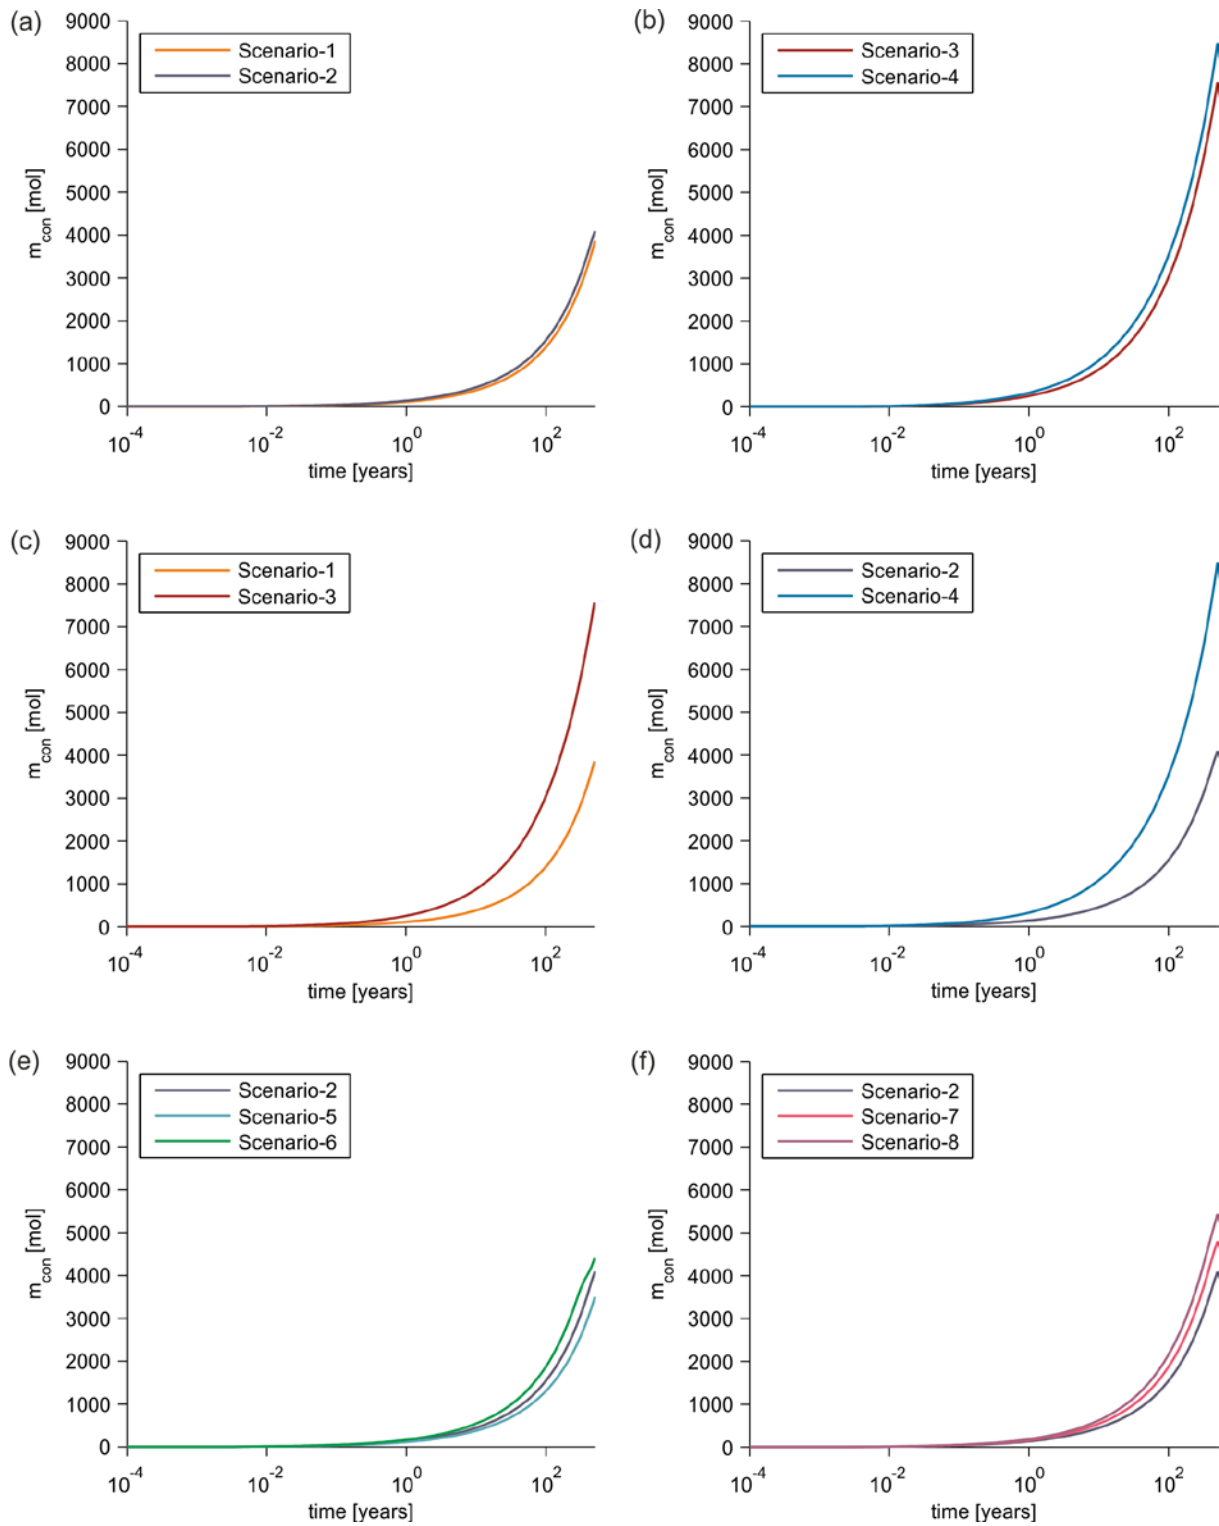 (a)
9000
8000
7000
6000
5000
4000
3000
2000
1000
0
m_con [mol]
Scenario-1
Scenario-2
10^-4
10^-2
10^0
10^2
time [years]
(b)
9000
8000
7000
6000
5000
4000
3000
2000
1000
0
m_con [mol]
Scenario-3
Scenario-4
10^-4
10^-2
10^0
10^2
time [years]
(c)
9000
8000
7000
6000
5000
4000
3000
2000
1000
0
m_con [mol]
Scenario-1
Scenario-3
10^-4
10^-2
10^0
10^2
time [years]
(d)
9000
8000
7000
6000
5000
4000
3000
2000
1000
0
m_con [mol]
Scenario-2
Scenario-4
10^-4
10^-2
10^0
10^2
time [years]
(e)
9000
8000
7000
6000
5000
4000
3000
2000
1000
0
m_con [mol]
Scenario-2
Scenario-5
Scenario-6
10^-4
10^-2
10^0
10^2
time [years]
(f)
9000
8000
7000
6000
5000
4000
3000
2000
1000
0
m_con [mol]
Scenario-2
Scenario-7
Scenario-8
10^-4
10^-2
10^0
10^2
time [years]